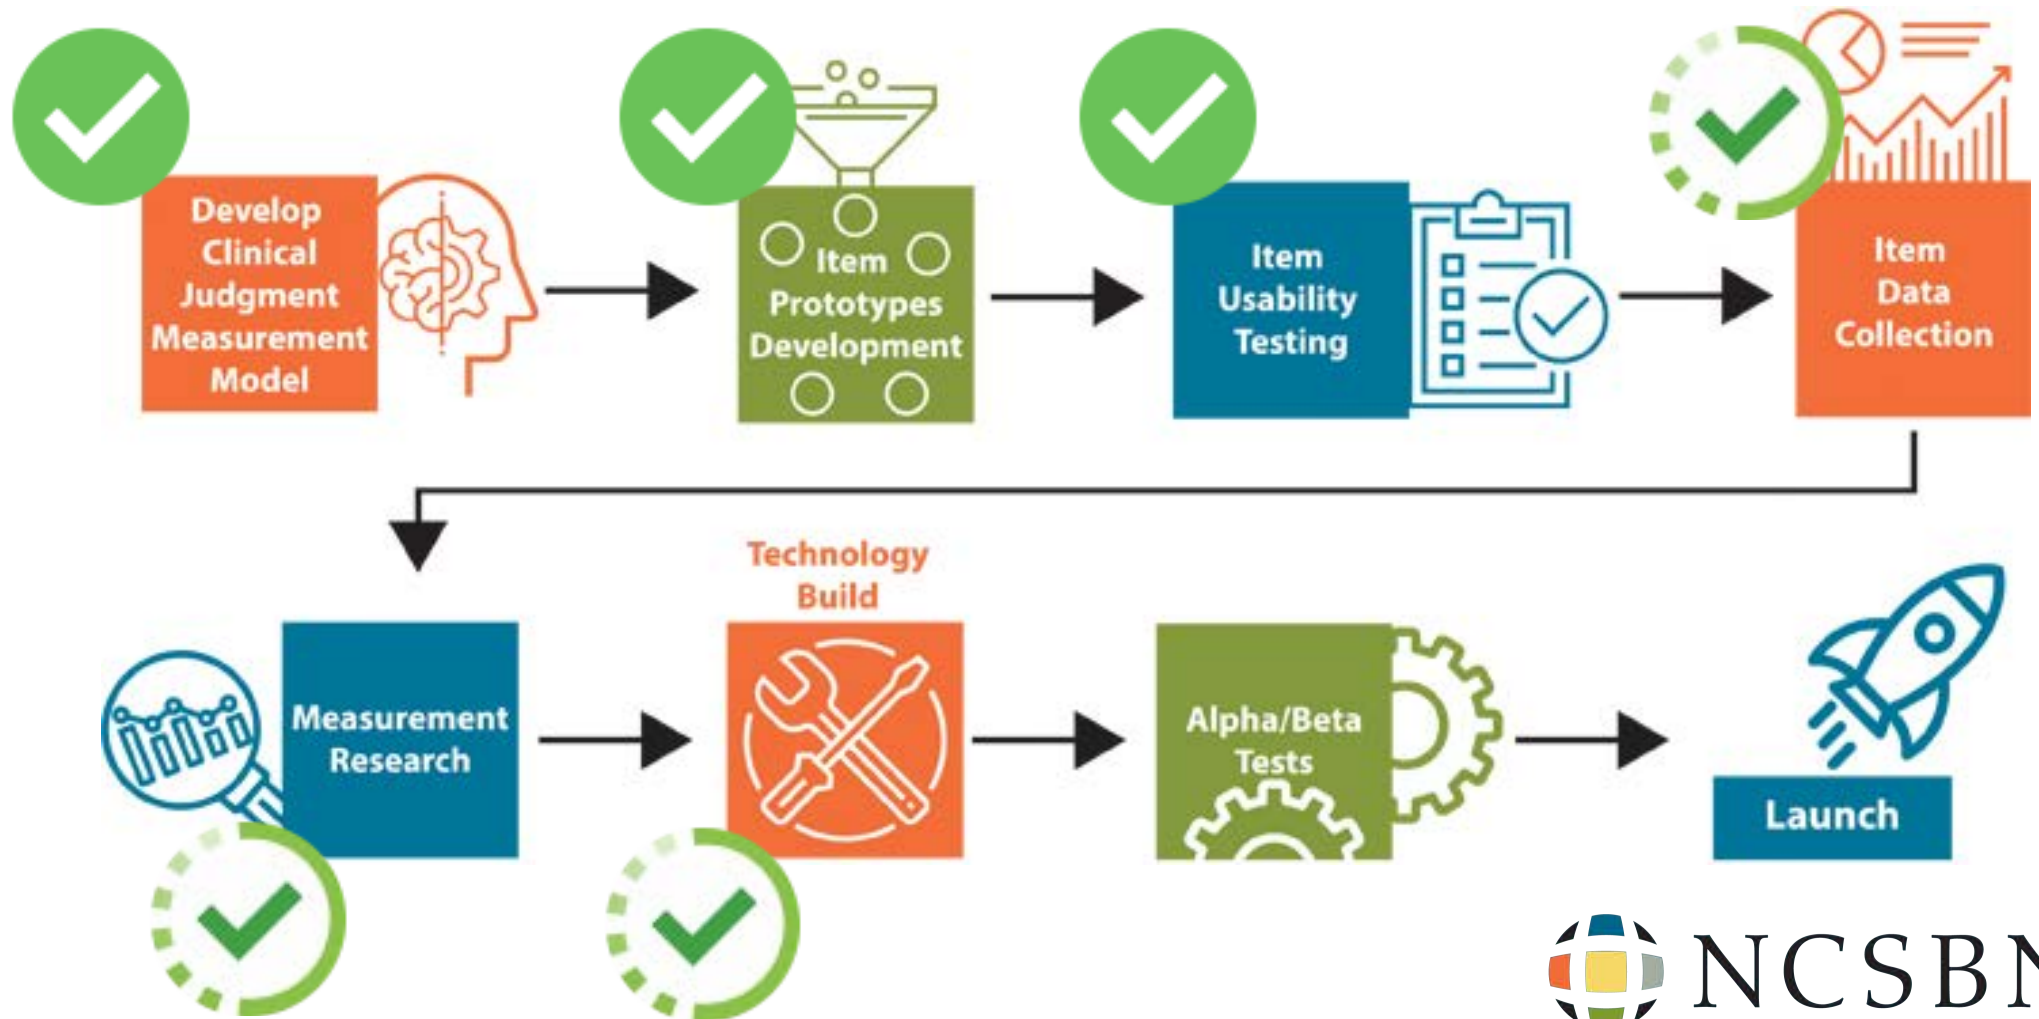 Develop
Clinical
Judgment
Measurement
Model
Item
Prototypes
Development
Item
Usability
Testing
Item
Data
Collection
Measurement
Research
Technology
Build
Alpha/Beta
Tests
Launch
NCSBN